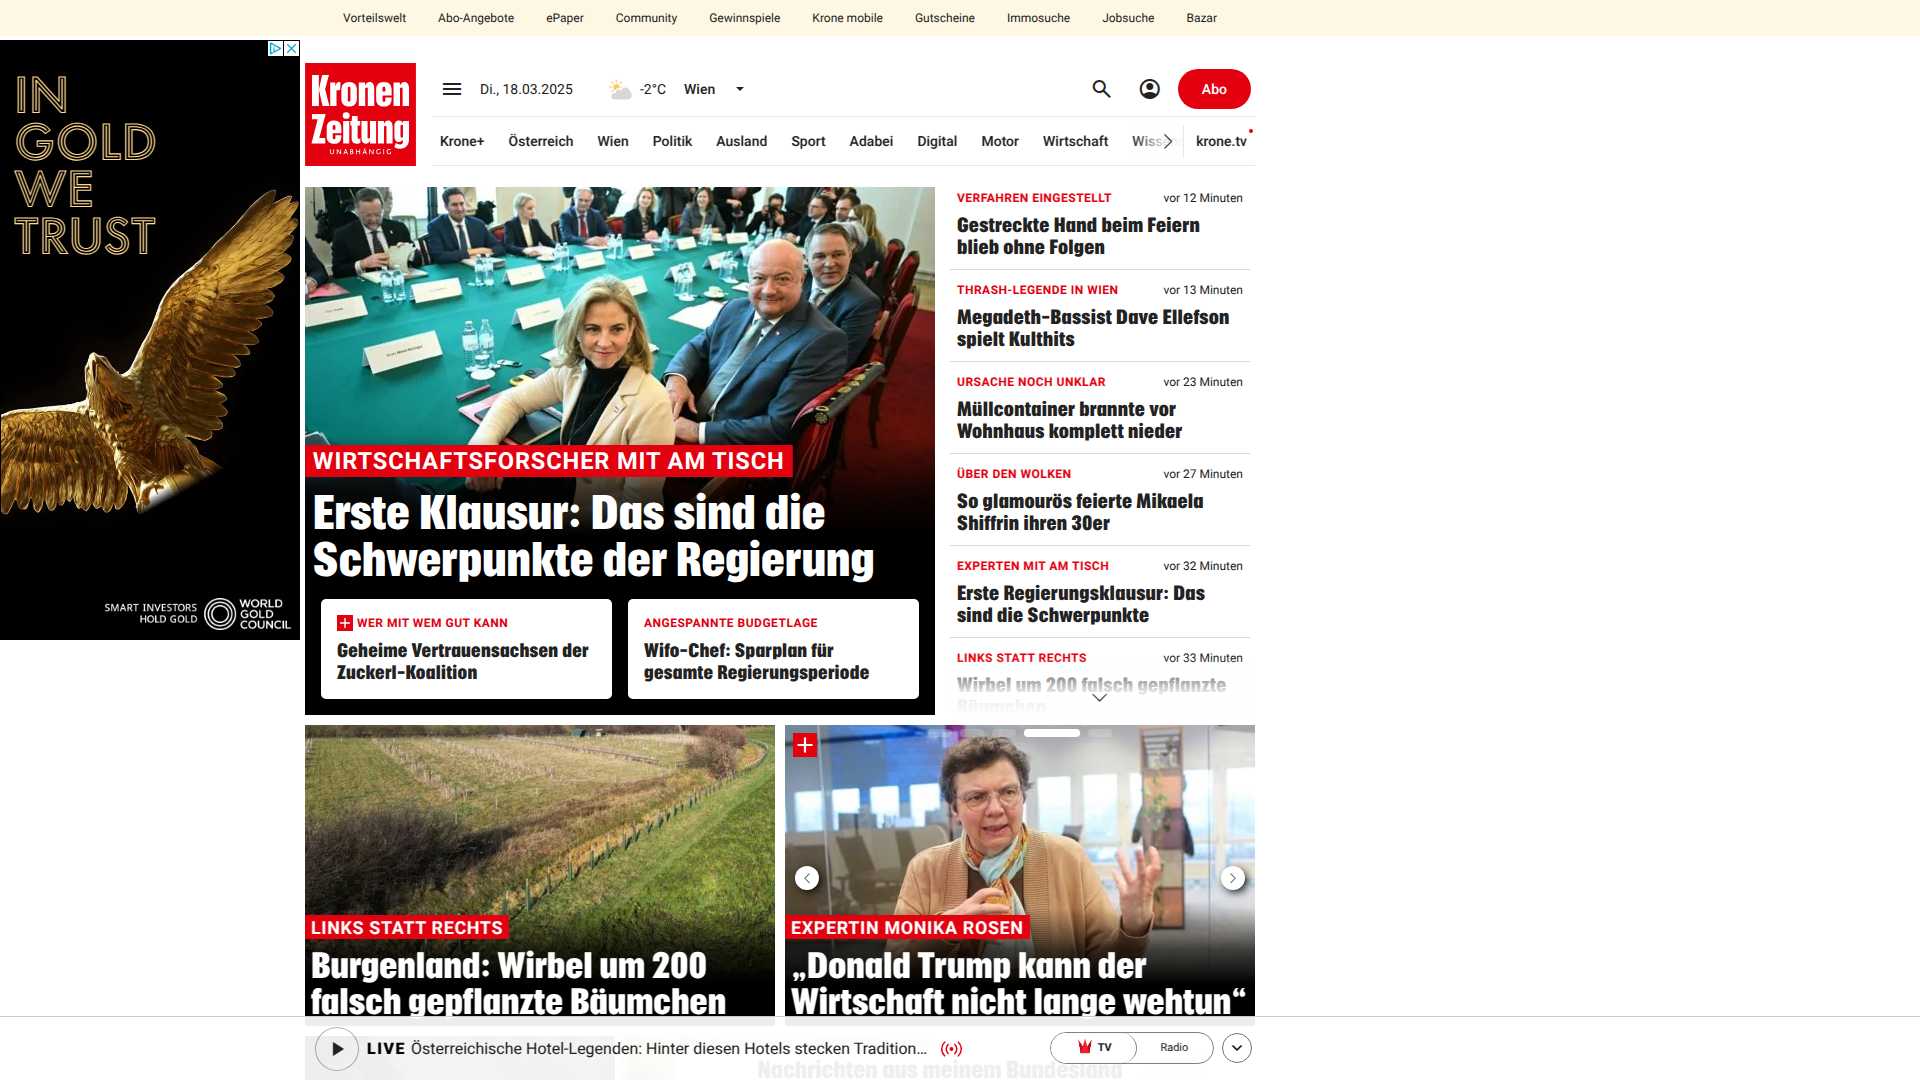 Vorteilswelt Abo-Angebote ePaper Community Gewinnspiele Krone mobile Gutscheine Immosuche Jobsuche Bazar
IN
GOLD
WE
TRUST
SMART INVESTORS
HOLD GOLD
WORLD
GOLD
COUNCIL
Kronen
Zeitung
UNABHÄNGIG
Di., 18.03.2025 -2°C Wien
Abo
Krone+ Österreich Wien Politik Ausland Sport Adabei Digital Motor Wirtschaft krone.tv
WIRTSCHAFTSFORSCHER MIT AM TISCH
Erste Klausur: Das sind die
Schwerpunkte der Regierung
WER MIT WEM GUT KANN
Geheime Vertrauensachsen der
Zuckerl-Koalition
ANGESPANNTE BUDGETLAGE
Wifo-Chef: Sparplan für
gesamte Regierungsperiode
VERFAHREN EINGESTELLT vor 12 Minuten
Gestreckte Hand beim Feiern
blieb ohne Folgen
THRASH-LEGENDE IN WIEN vor 13 Minuten
Megadeth-Bassist Dave Ellefson
spielt Kulthits
URSACHE NOCH UNKLAR vor 23 Minuten
Müllcontainer brannte vor
Wohnhaus komplett nieder
ÜBER DEN WOLKEN vor 27 Minuten
So glamourös feierte Mikaela
Shiffrin ihren 30er
EXPERTEN MIT AM TISCH vor 32 Minuten
Erste Regierungsklausur: Das
sind die Schwerpunkte
LINKS STATT RECHTS vor 33 Minuten
Wirbel um 200 falsch gepflanzte
Bäumchen
LINKS STATT RECHTS
Burgenland: Wirbel um 200
falsch gepflanzte Bäumchen
EXPERTIN MONIKA ROSEN
„Donald Trump kann der
Wirtschaft nicht lange wehtun“
LIVE Österreichische Hotel-Legenden: Hinter diesen Hotels stecken Tradition...
TV Radio
Nachrichten aus meinem Bundesland